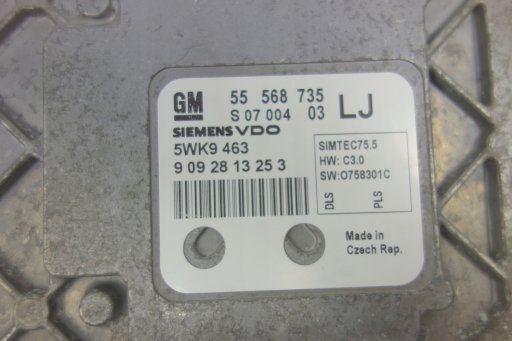 GM 55 568 735 LJ
S 07 004 03
SIEMENS VDO
5WK9 463
9 09 28 13 25 3
SIMTEC75.5
HW: C3.0
SW:O758301C
DLS PLS
Made in
Czech Rep.